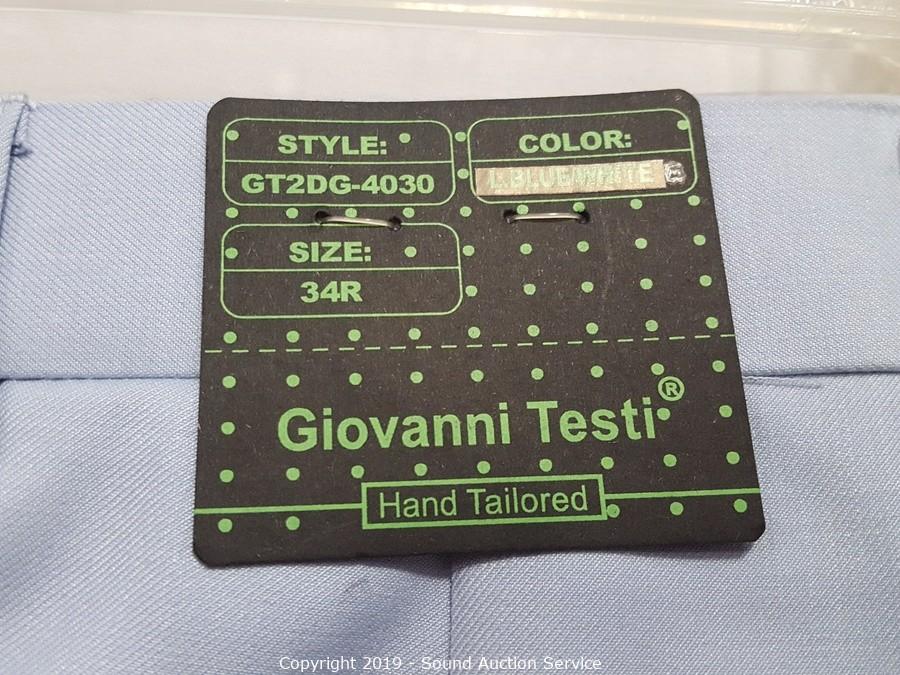 STYLE:
GT2DG-4030
COLOR:
L.BLUE/WHITE
SIZE:
34R
Giovanni Testi®
Hand Tailored
Copyright 2019 - Sound Auction Service